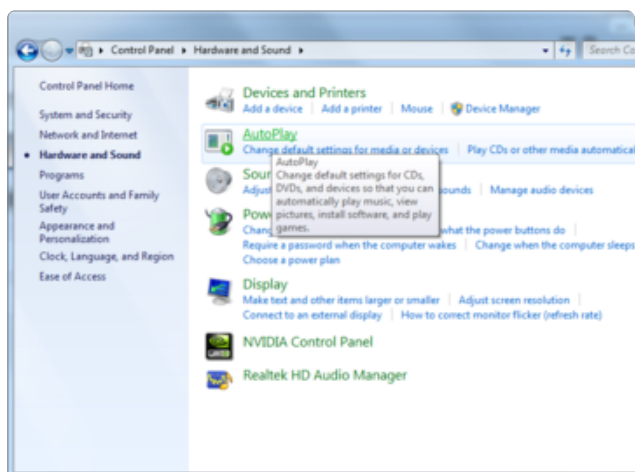 Control Panel ▸ Hardware and Sound ▸
Search Co
Control Panel Home
System and Security
Network and Internet
Hardware and Sound
Programs
User Accounts and Family
Safety
Appearance and
Personalization
Clock, Language, and Region
Ease of Access
Devices and Printers
Add a device | Add a printer | Mouse | Device Manager
AutoPlay
Change default settings for media or devices | Play CDs or other media automatical
AutoPlay
Change default settings for CDs,
DVDs, and devices so that you can
automatically play music, view
pictures, install software, and play
games.
Soun
Adjus
ounds | Manage audio devices
Pow
Chang
what the power buttons do
Require a password when the computer wakes | Change when the computer sleeps
Choose a power plan
Display
Make text and other items larger or smaller | Adjust screen resolution
Connect to an external display | How to correct monitor flicker (refresh rate)
NVIDIA Control Panel
Realtek HD Audio Manager